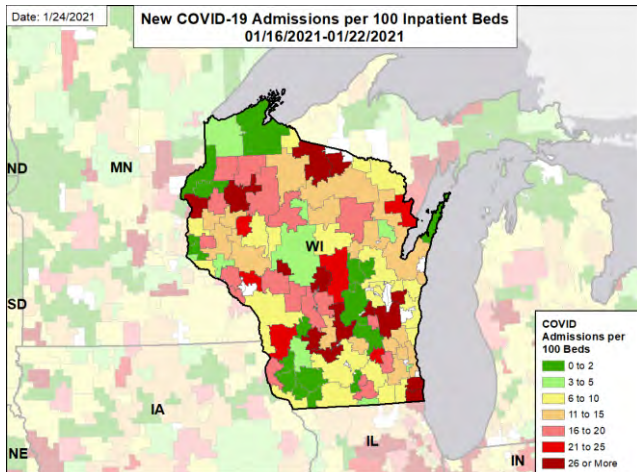 Date: 1/24/2021
New COVID-19 Admissions per 100 Inpatient Beds
01/16/2021-01/22/2021
ND
MN
WI
SD
IA
NE
IL
IN
COVID
Admissions per
100 Beds
0 to 2
3 to 5
6 to 10
11 to 15
16 to 20
21 to 25
26 or More